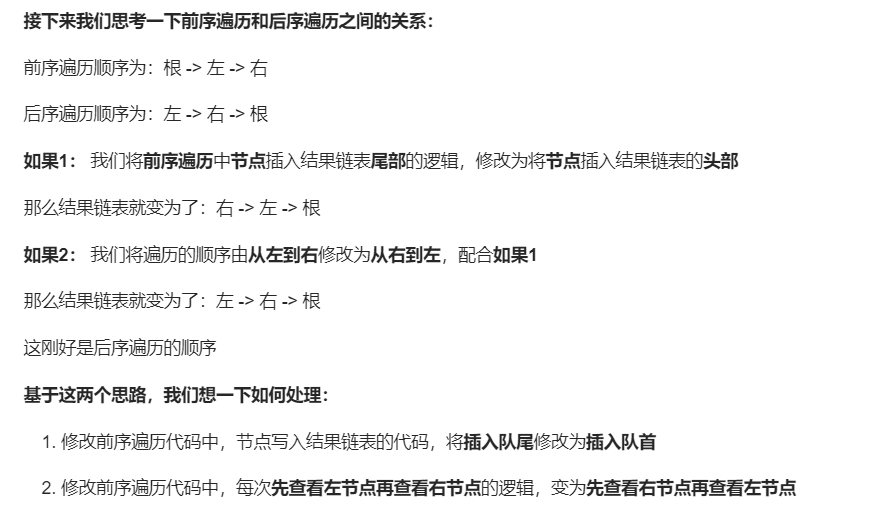 接下来我们思考一下前序遍历和后序遍历之间的关系：
前序遍历顺序为：根 -> 左 -> 右
后序遍历顺序为：左 -> 右 -> 根
如果1： 我们将前序遍历中节点插入结果链表尾部的逻辑，修改为将节点插入结果链表的头部
那么结果链表就变为了：右 -> 左 -> 根
如果2： 我们将遍历的顺序由从左到右修改为从右到左，配合如果1
那么结果链表就变为了：左 -> 右 -> 根
这刚好是后序遍历的顺序
基于这两个思路，我们想一下如何处理：
1. 修改前序遍历代码中，节点写入结果链表的代码，将插入队尾修改为插入队首
2. 修改前序遍历代码中，每次先查看左节点再查看右节点的逻辑，变为先查看右节点再查看左节点